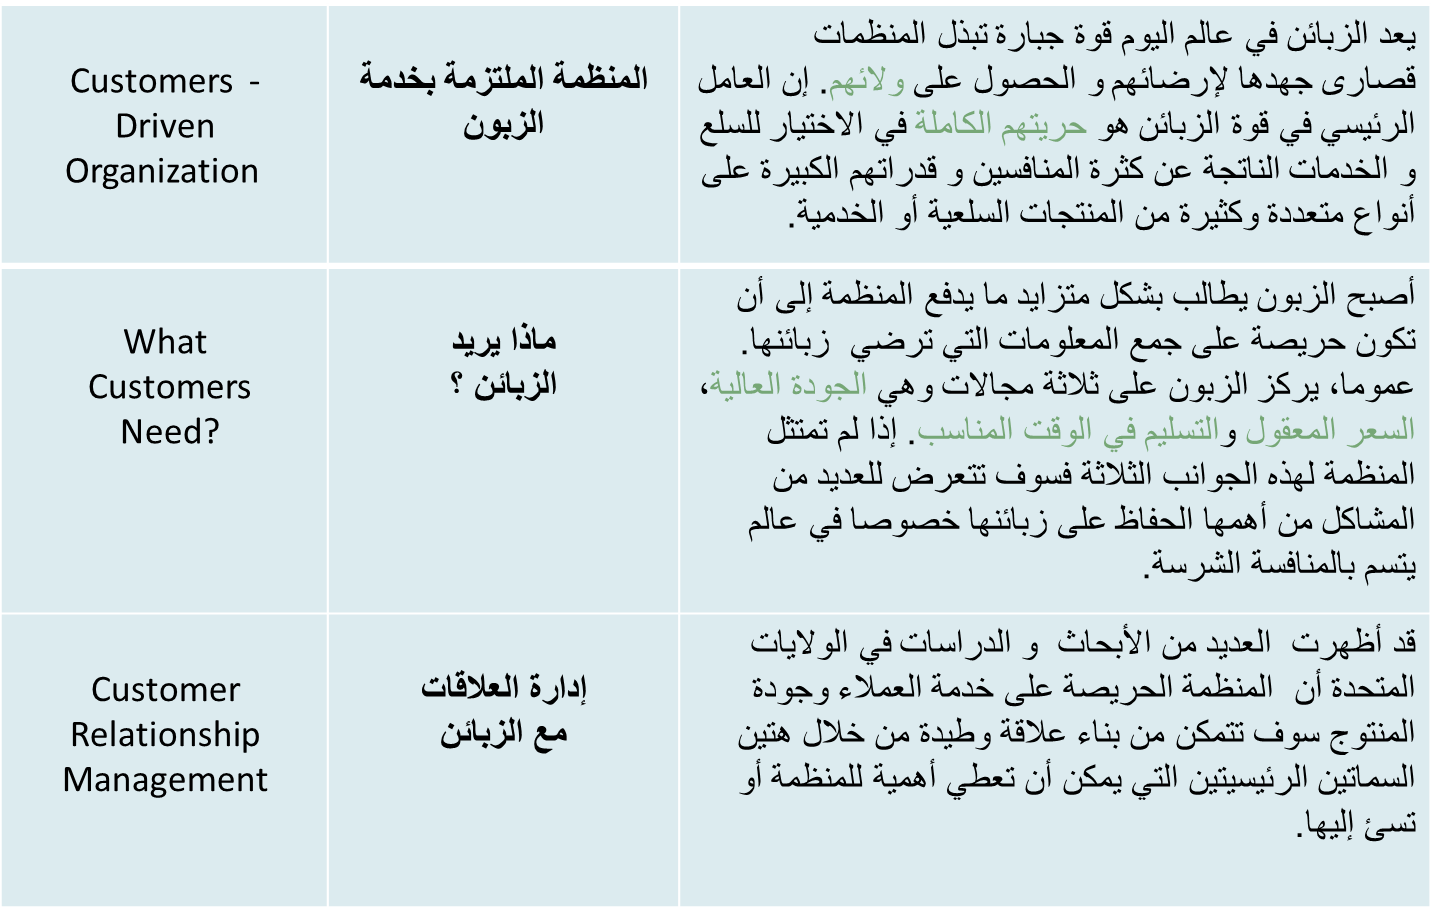 Customers -
Driven
Organization
المنظمة الملتزمة بخدمة
الزبون
يعد الزبائن في عالم اليوم قوة جبارة تبذل المنظمات
قصارى جهدها لإرضائهم و الحصول على ولائهم. إن العامل
الرئيسي في قوة الزبائن هو حريتهم الكاملة في الاختيار للسلع
و الخدمات الناتجة عن كثرة المنافسين و قدراتهم الكبيرة على
أنواع متعددة وكثيرة من المنتجات السلعية أو الخدمية.
What
Customers
Need?
ماذا يريد
الزبائن ؟
أصبح الزبون يطالب بشكل متزايد ما يدفع المنظمة إلى أن
تكون حريصة على جمع المعلومات التي ترضي زبائنها.
عموما، يركز الزبون على ثلاثة مجالات وهي الجودة العالية،
السعر المعقول والتسليم في الوقت المناسب. إذا لم تمتثل
المنظمة لهذه الجوانب الثلاثة فسوف تتعرض للعديد من
المشاكل من أهمها الحفاظ على زبائنها خصوصا في عالم
يتسم بالمنافسة الشرسة.
Customer
Relationship
Management
إدارة العلاقات
مع الزبائن
قد أظهرت العديد من الأبحاث و الدراسات في الولايات
المتحدة أن المنظمة الحريصة على خدمة العملاء وجودة
المنتوج سوف تتمكن من بناء علاقة وطيدة من خلال هتين
السماتين الرئيسيتين التي يمكن أن تعطي أهمية للمنظمة أو
تسئ إليها.